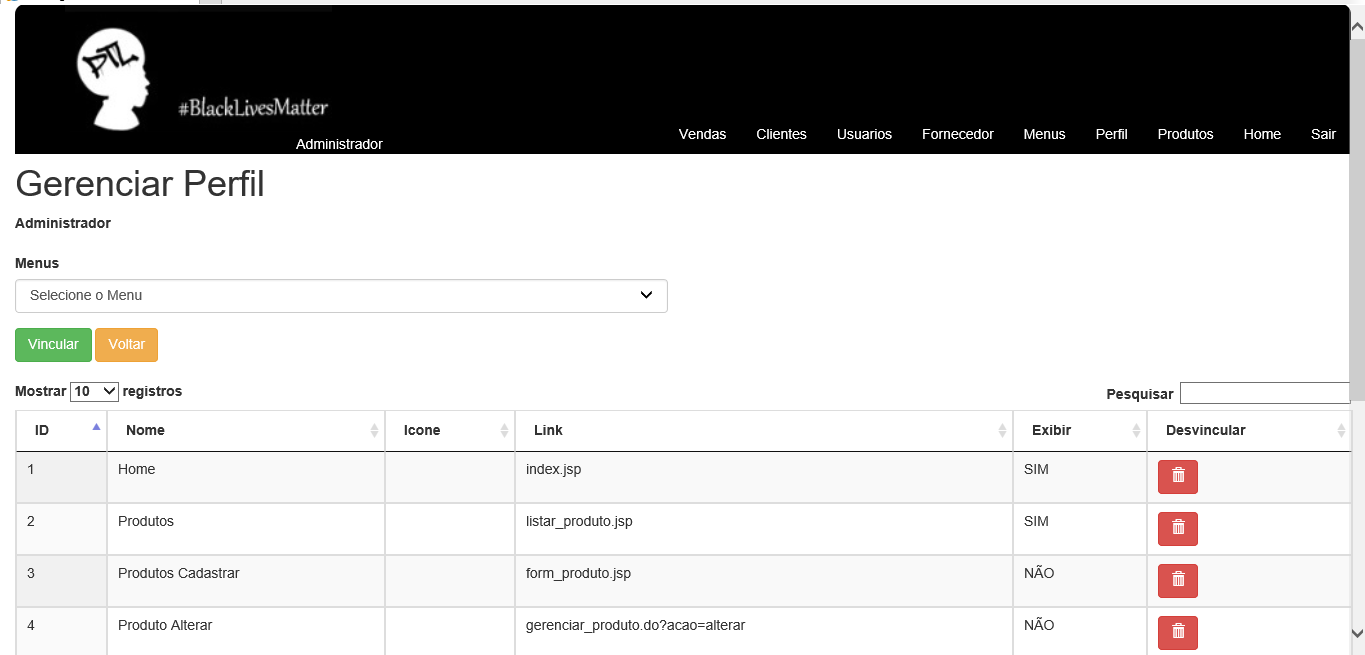 PTL
#BlackLivesMatter
Administrador
Vendas Clientes Usuarios Fornecedor Menus Perfil Produtos Home Sair
Gerenciar Perfil
Administrador
Menus
Selecione o Menu
Vincular Voltar
Mostrar 10 registros Pesquisar
ID Nome Icone Link Exibir Desvincular
1 Home index.jsp SIM
2 Produtos listar_produto.jsp SIM
3 Produtos Cadastrar form_produto.jsp NÃO
4 Produto Alterar gerenciar_produto.do?acao=alterar NÃO